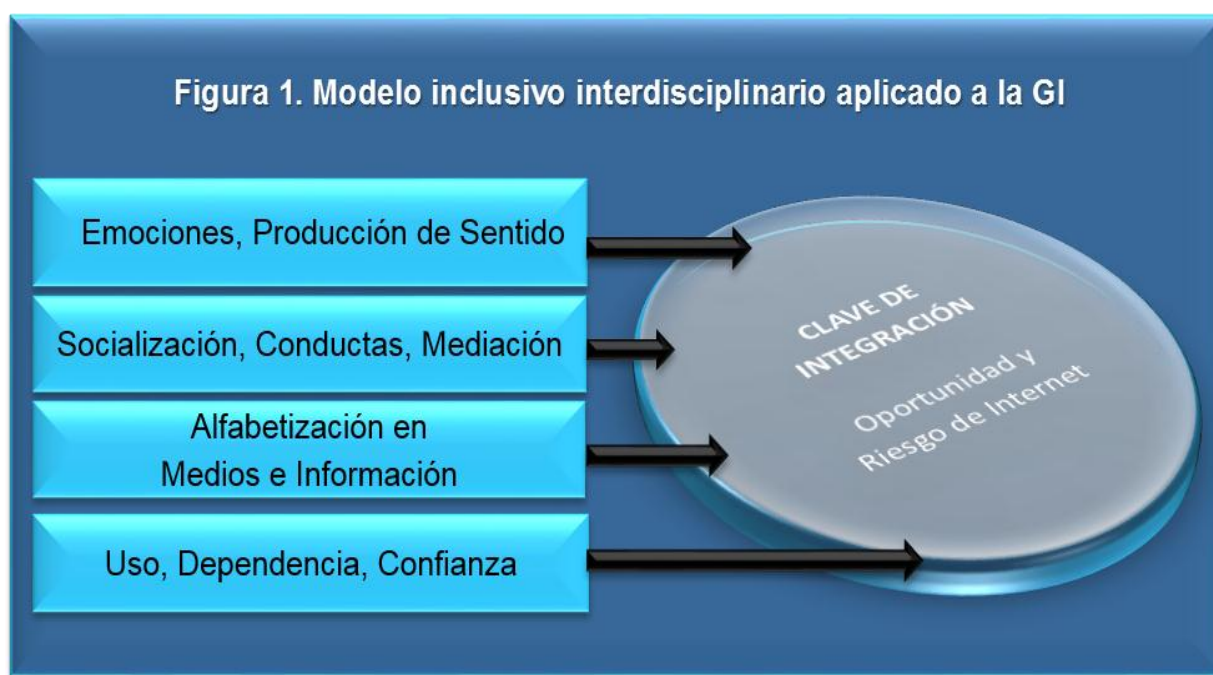 Figura 1. Modelo inclusivo interdisciplinario aplicado a la GI
Emociones, Producción de Sentido
Socialización, Conductas, Mediación
Alfabetización en
Medios e Información
Uso, Dependencia, Confianza
CLAVE DE
INTEGRACIÓN
Oportunidad y
Riesgo de Internet